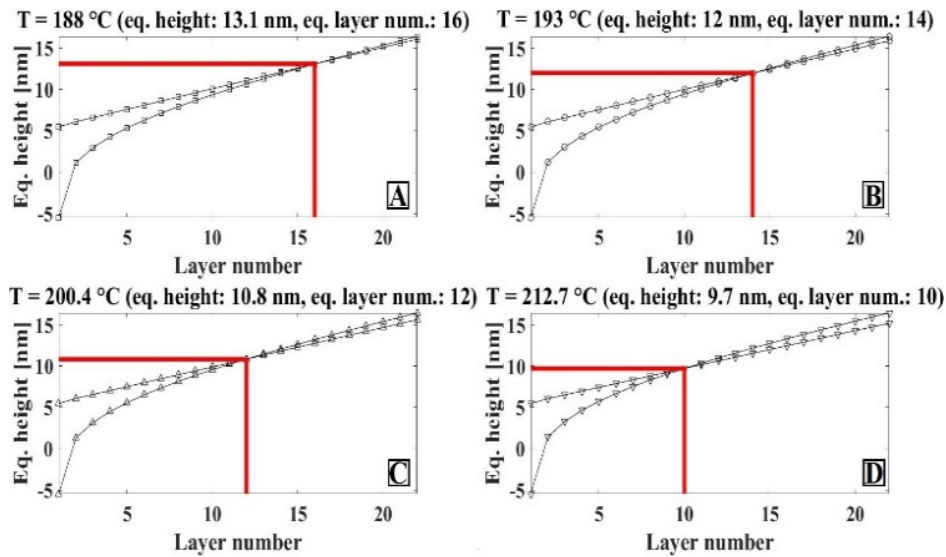 T = 188 °C (eq. height: 13.1 nm, eq. layer num.: 16)
Eq. height [nm]
15
10
5
0
-5
A
5 10 15 20
Layer number
T = 193 °C (eq. height: 12 nm, eq. layer num.: 14)
Eq. height [nm]
15
10
5
0
-5
B
5 10 15 20
Layer number
T = 200.4 °C (eq. height: 10.8 nm, eq. layer num.: 12)
Eq. height [nm]
15
10
5
0
-5
C
5 10 15 20
Layer number
T = 212.7 °C (eq. height: 9.7 nm, eq. layer num.: 10)
Eq. height [nm]
15
10
5
0
-5
D
5 10 15 20
Layer number